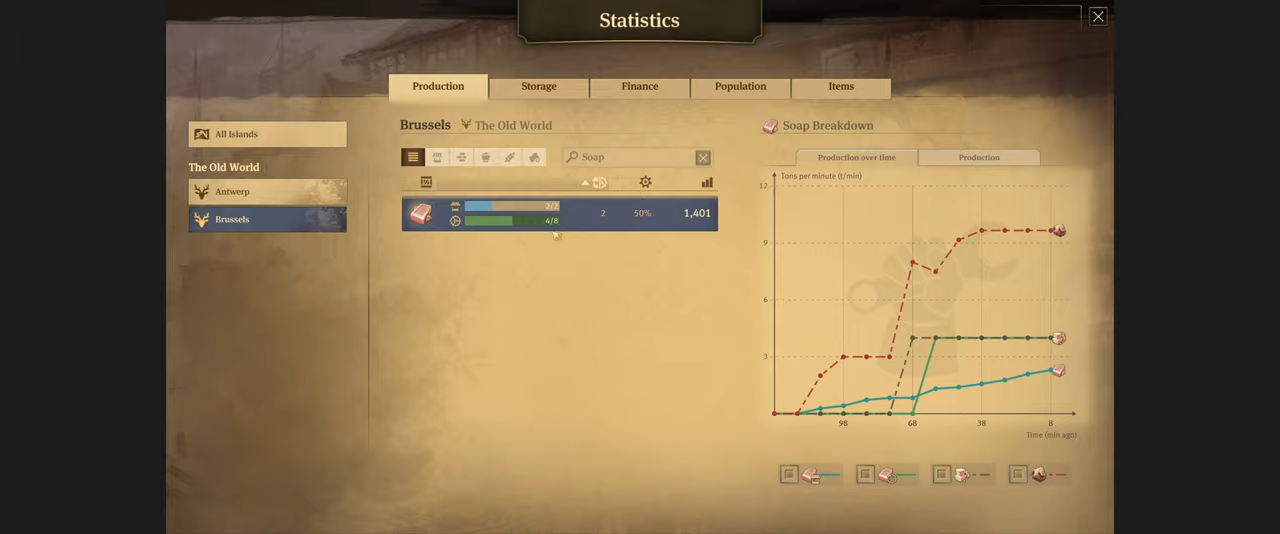 Statistics
Production
Storage
Finance
Population
Items
All Islands
The Old World
Antwerp
Brussels
Brussels The Old World
Soap
2/2
4/8
2
50%
1,401
Soap Breakdown
Production over time
Production
Tons per minute (t/min)
12
9
6
3
98
68
38
8
Time (min ago)